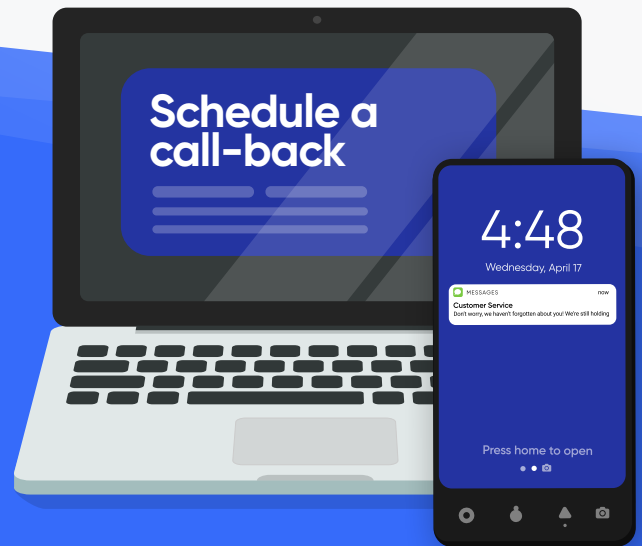 Schedule a
call-back
4:48
Wednesday, April 17
MESSAGES now
Customer Service
Don't worry, we haven't forgotten about you! We're still holding
Press home to open